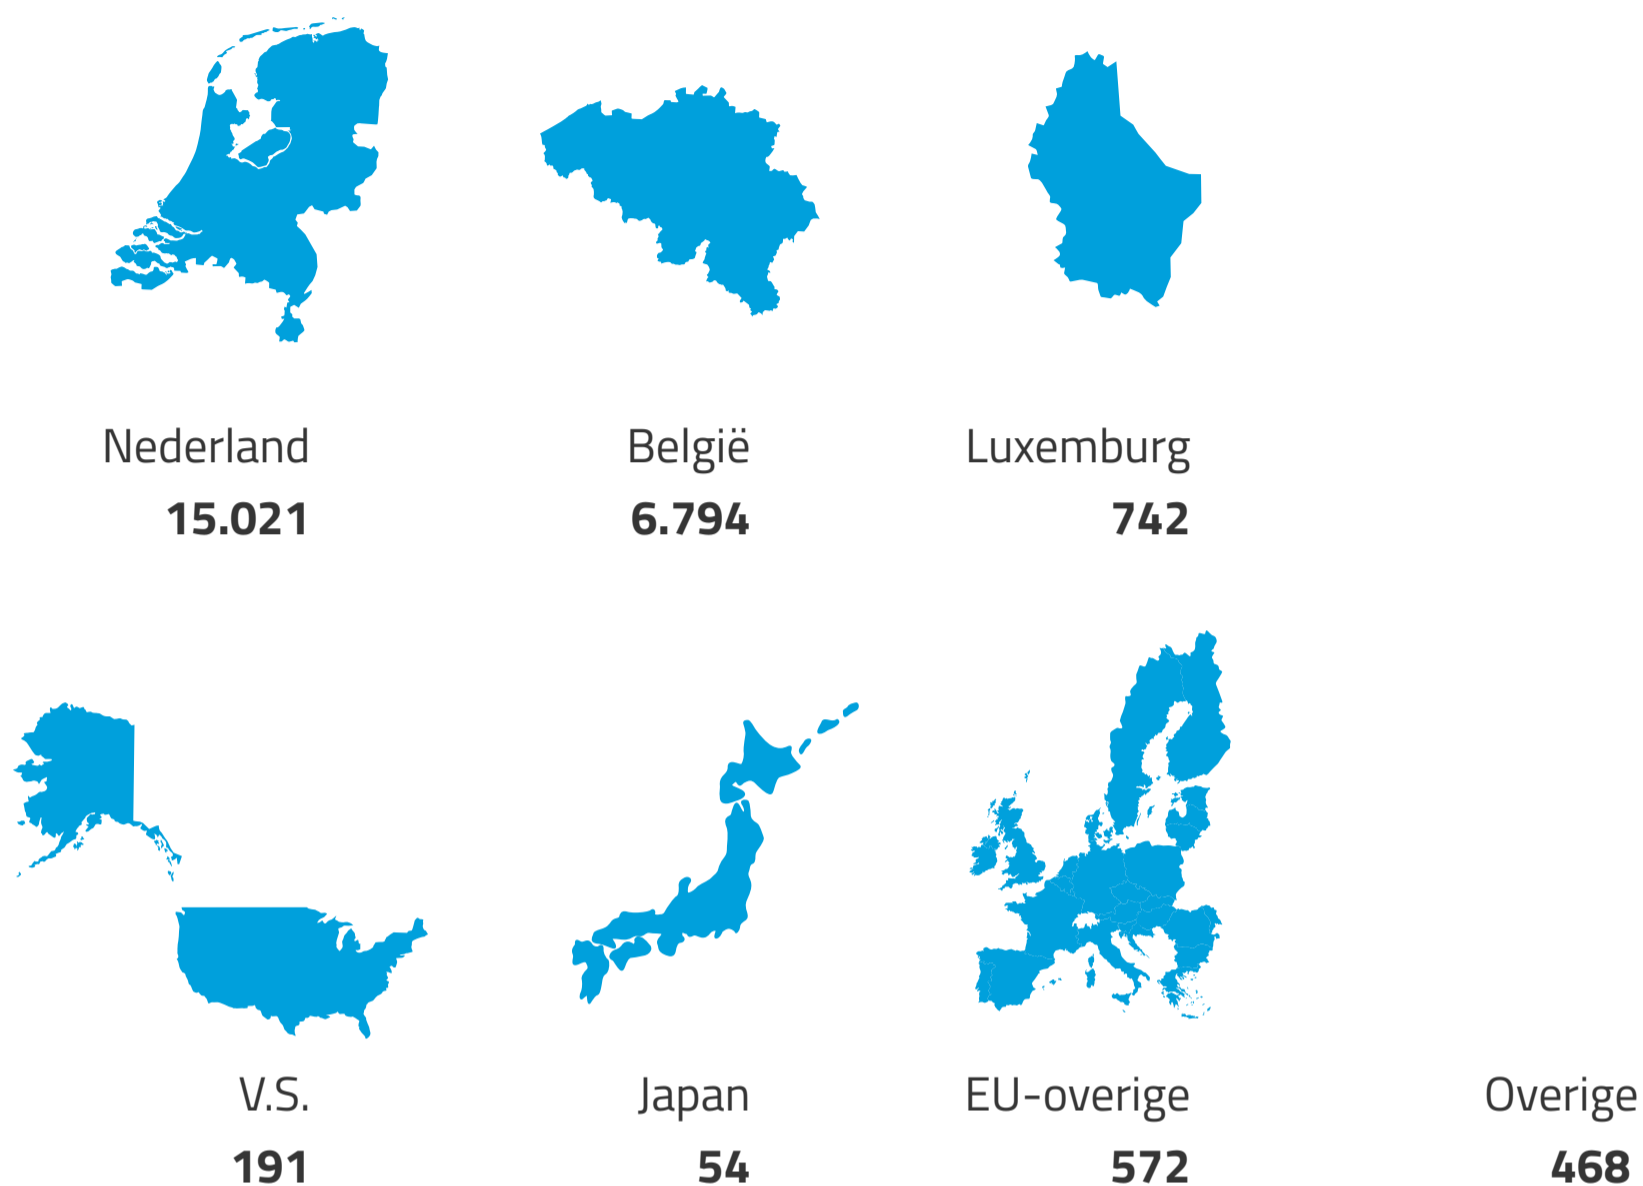 Nederland
15.021
België
6.794
Luxemburg
742
V.S.
191
Japan
54
EU-overige
572
Overige
468